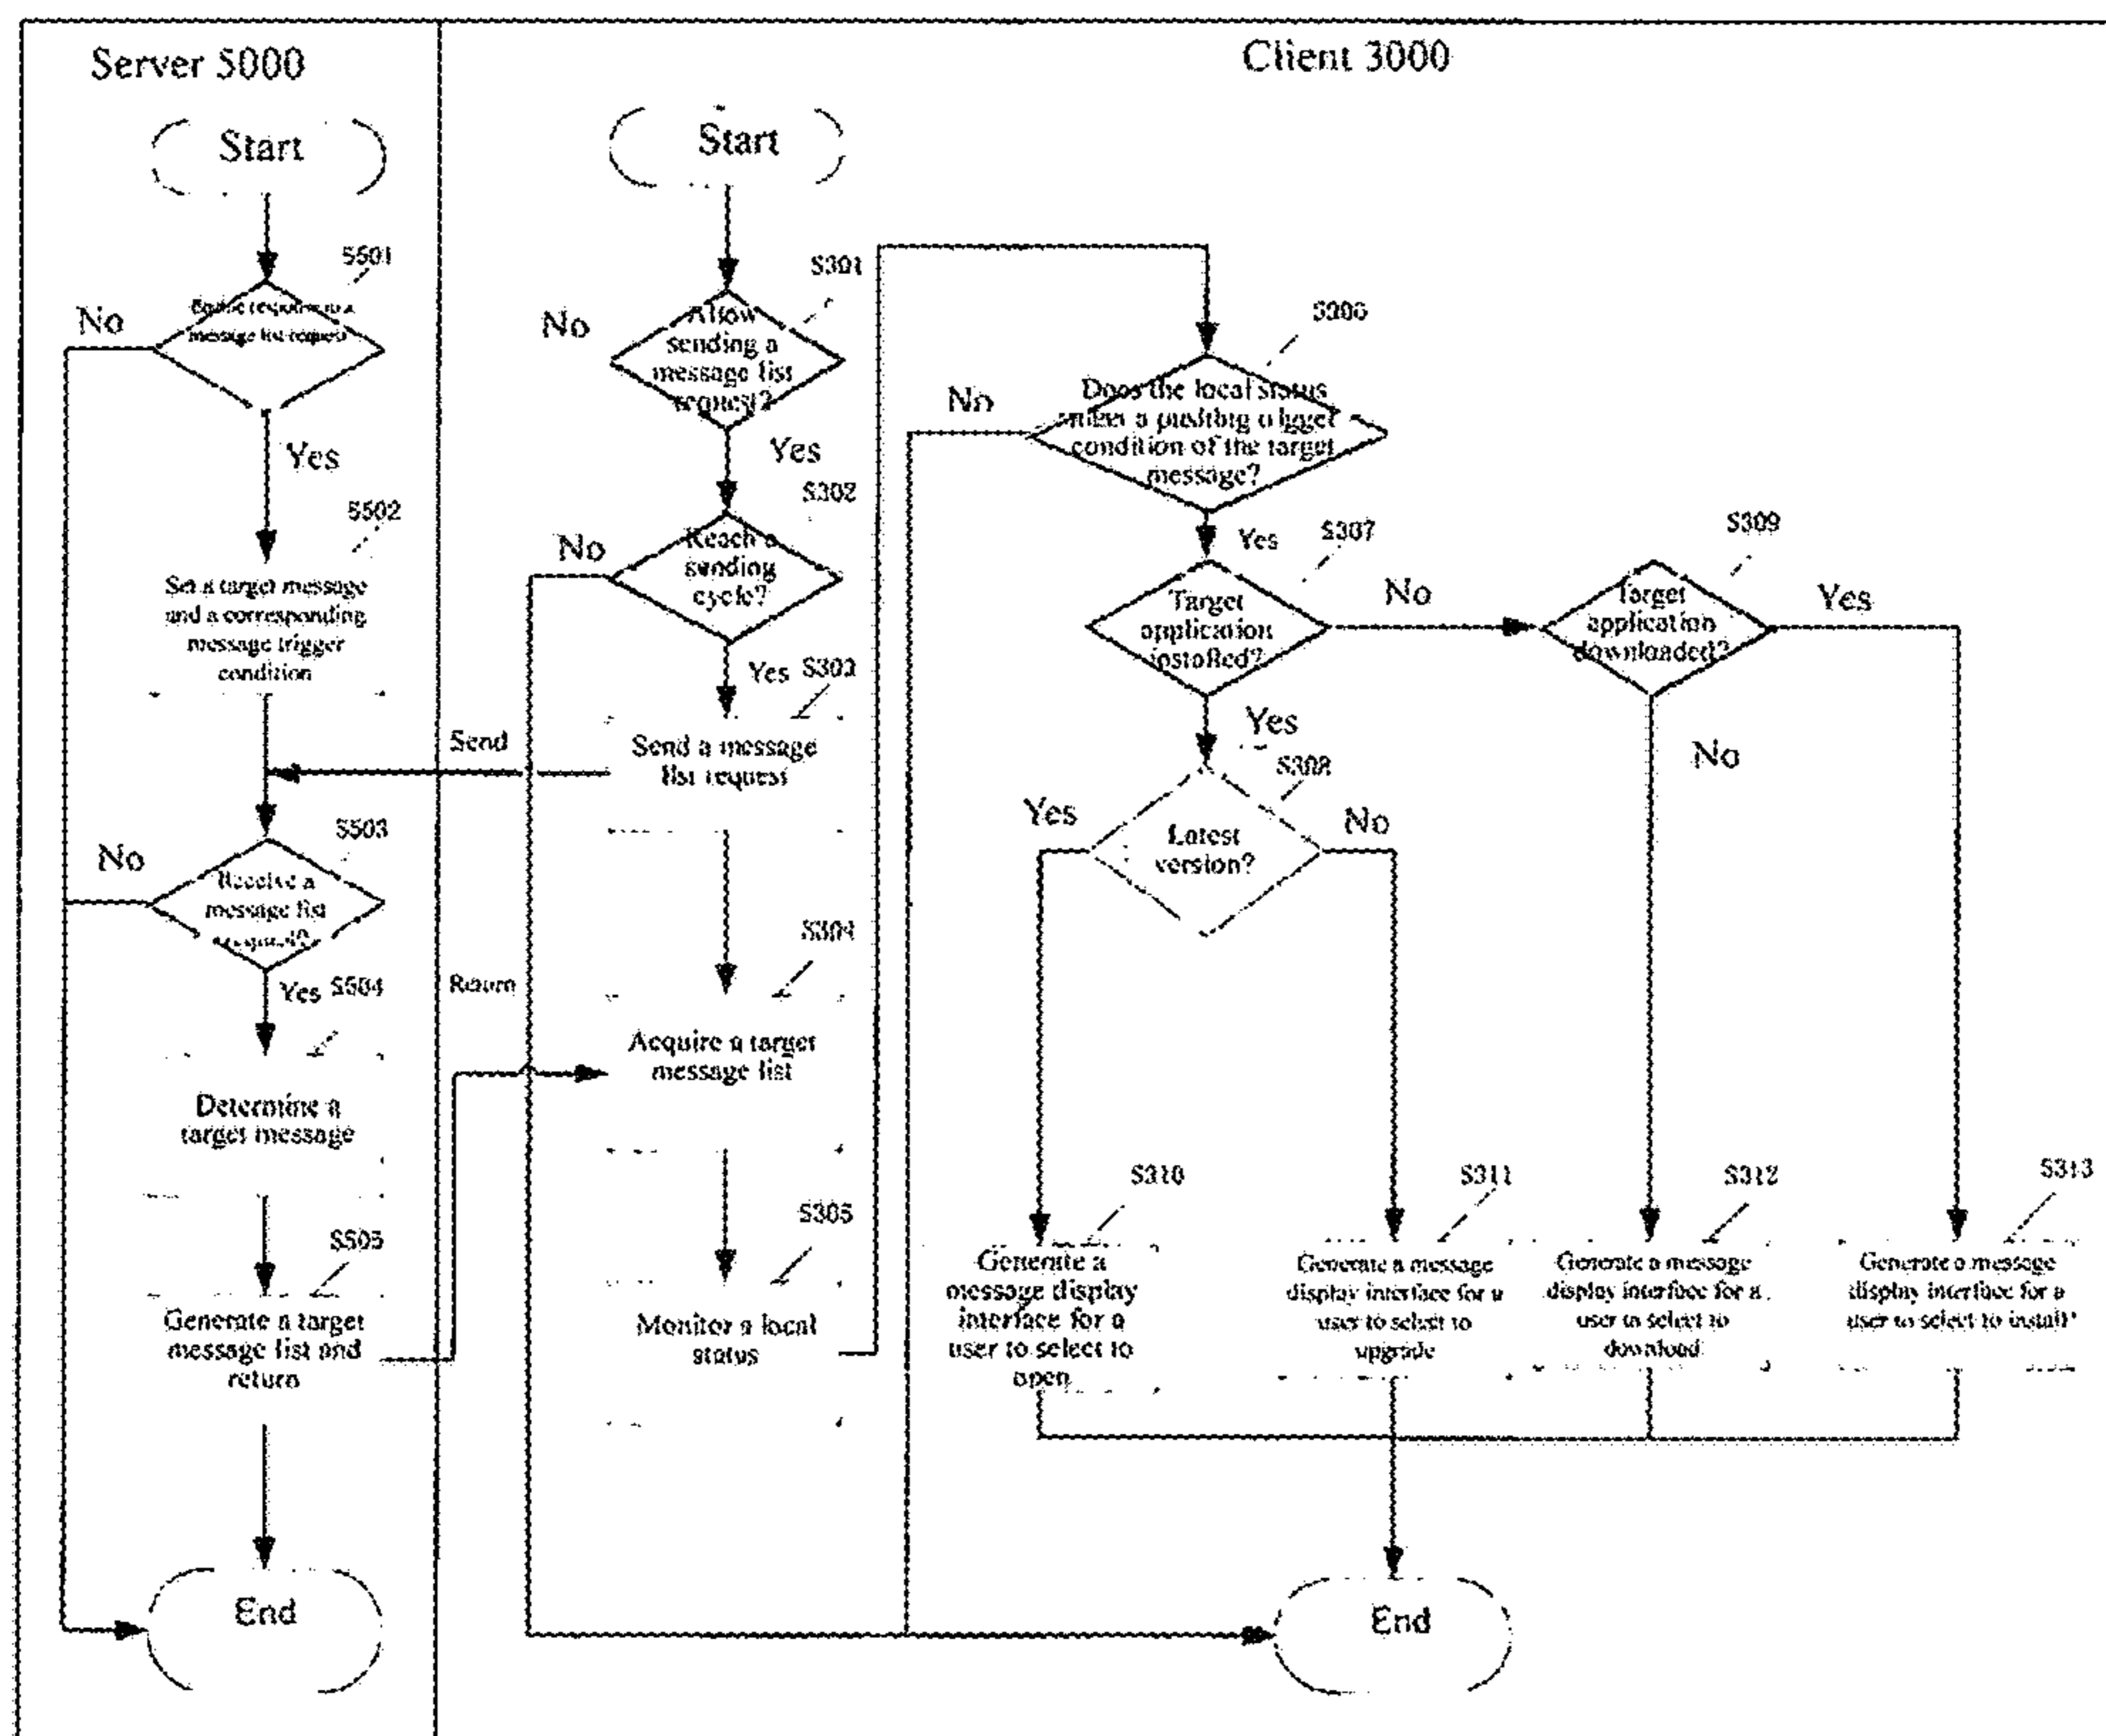 Server 5000
Client 3000
Start
S501
No
message list request
Yes
S502
Set a target message
and a corresponding
message trigger
condition
S503
No
Receive a
message list
Yes S504
Determine a
target message
S505
Generate a target
message list and
return
End
Send
Return
Start
S301
No
Allow
sending a
message list
request?
Yes
S302
No
Reach a
sending
cycle?
Yes S303
Send a message
list request
S304
Acquire a target
message list
S305
Monitor a local
status
S306
No
Does the local status
a pushing trigger
condition of the target
message?
Yes
S307
Target
application
installed?
No
S309
Target
application
downloaded?
Yes
No
Yes
S308
Yes
Latest
version?
No
S310
Generate a
message display
interface for a
user to select to
open
S311
Generate a message
display interface for a
user to select to
upgrade
S312
Generate a message
display interface for a
user to select to
download
S313
Generate a message
display interface for a
user to select to install
End